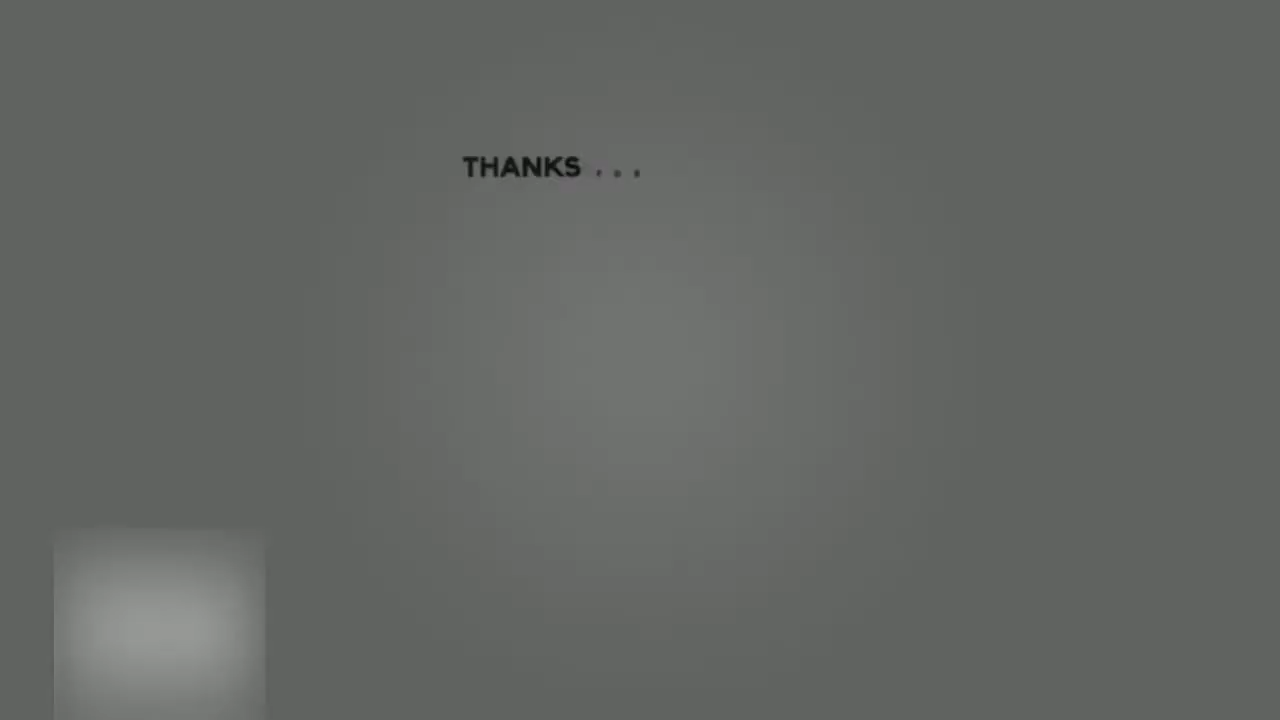 THANKS . . .